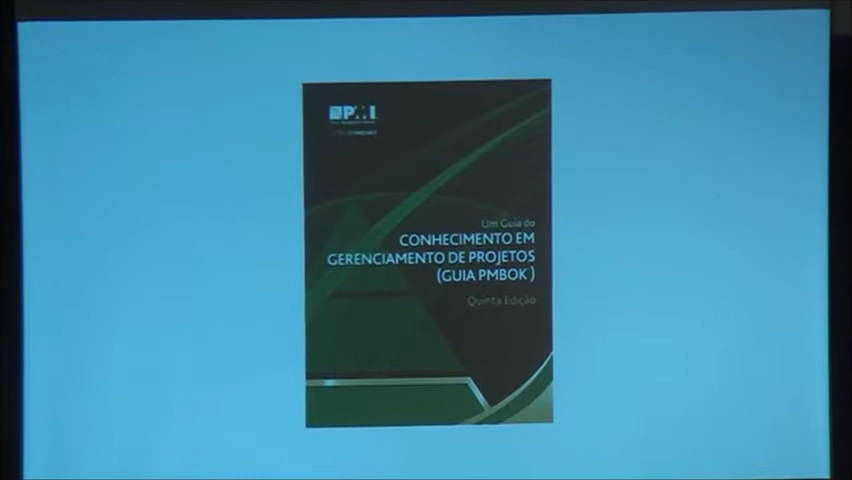 PMI
Um Guia do
CONHECIMENTO EM
GERENCIAMENTO DE PROJETOS
(GUIA PMBOK )
Quinta Edição